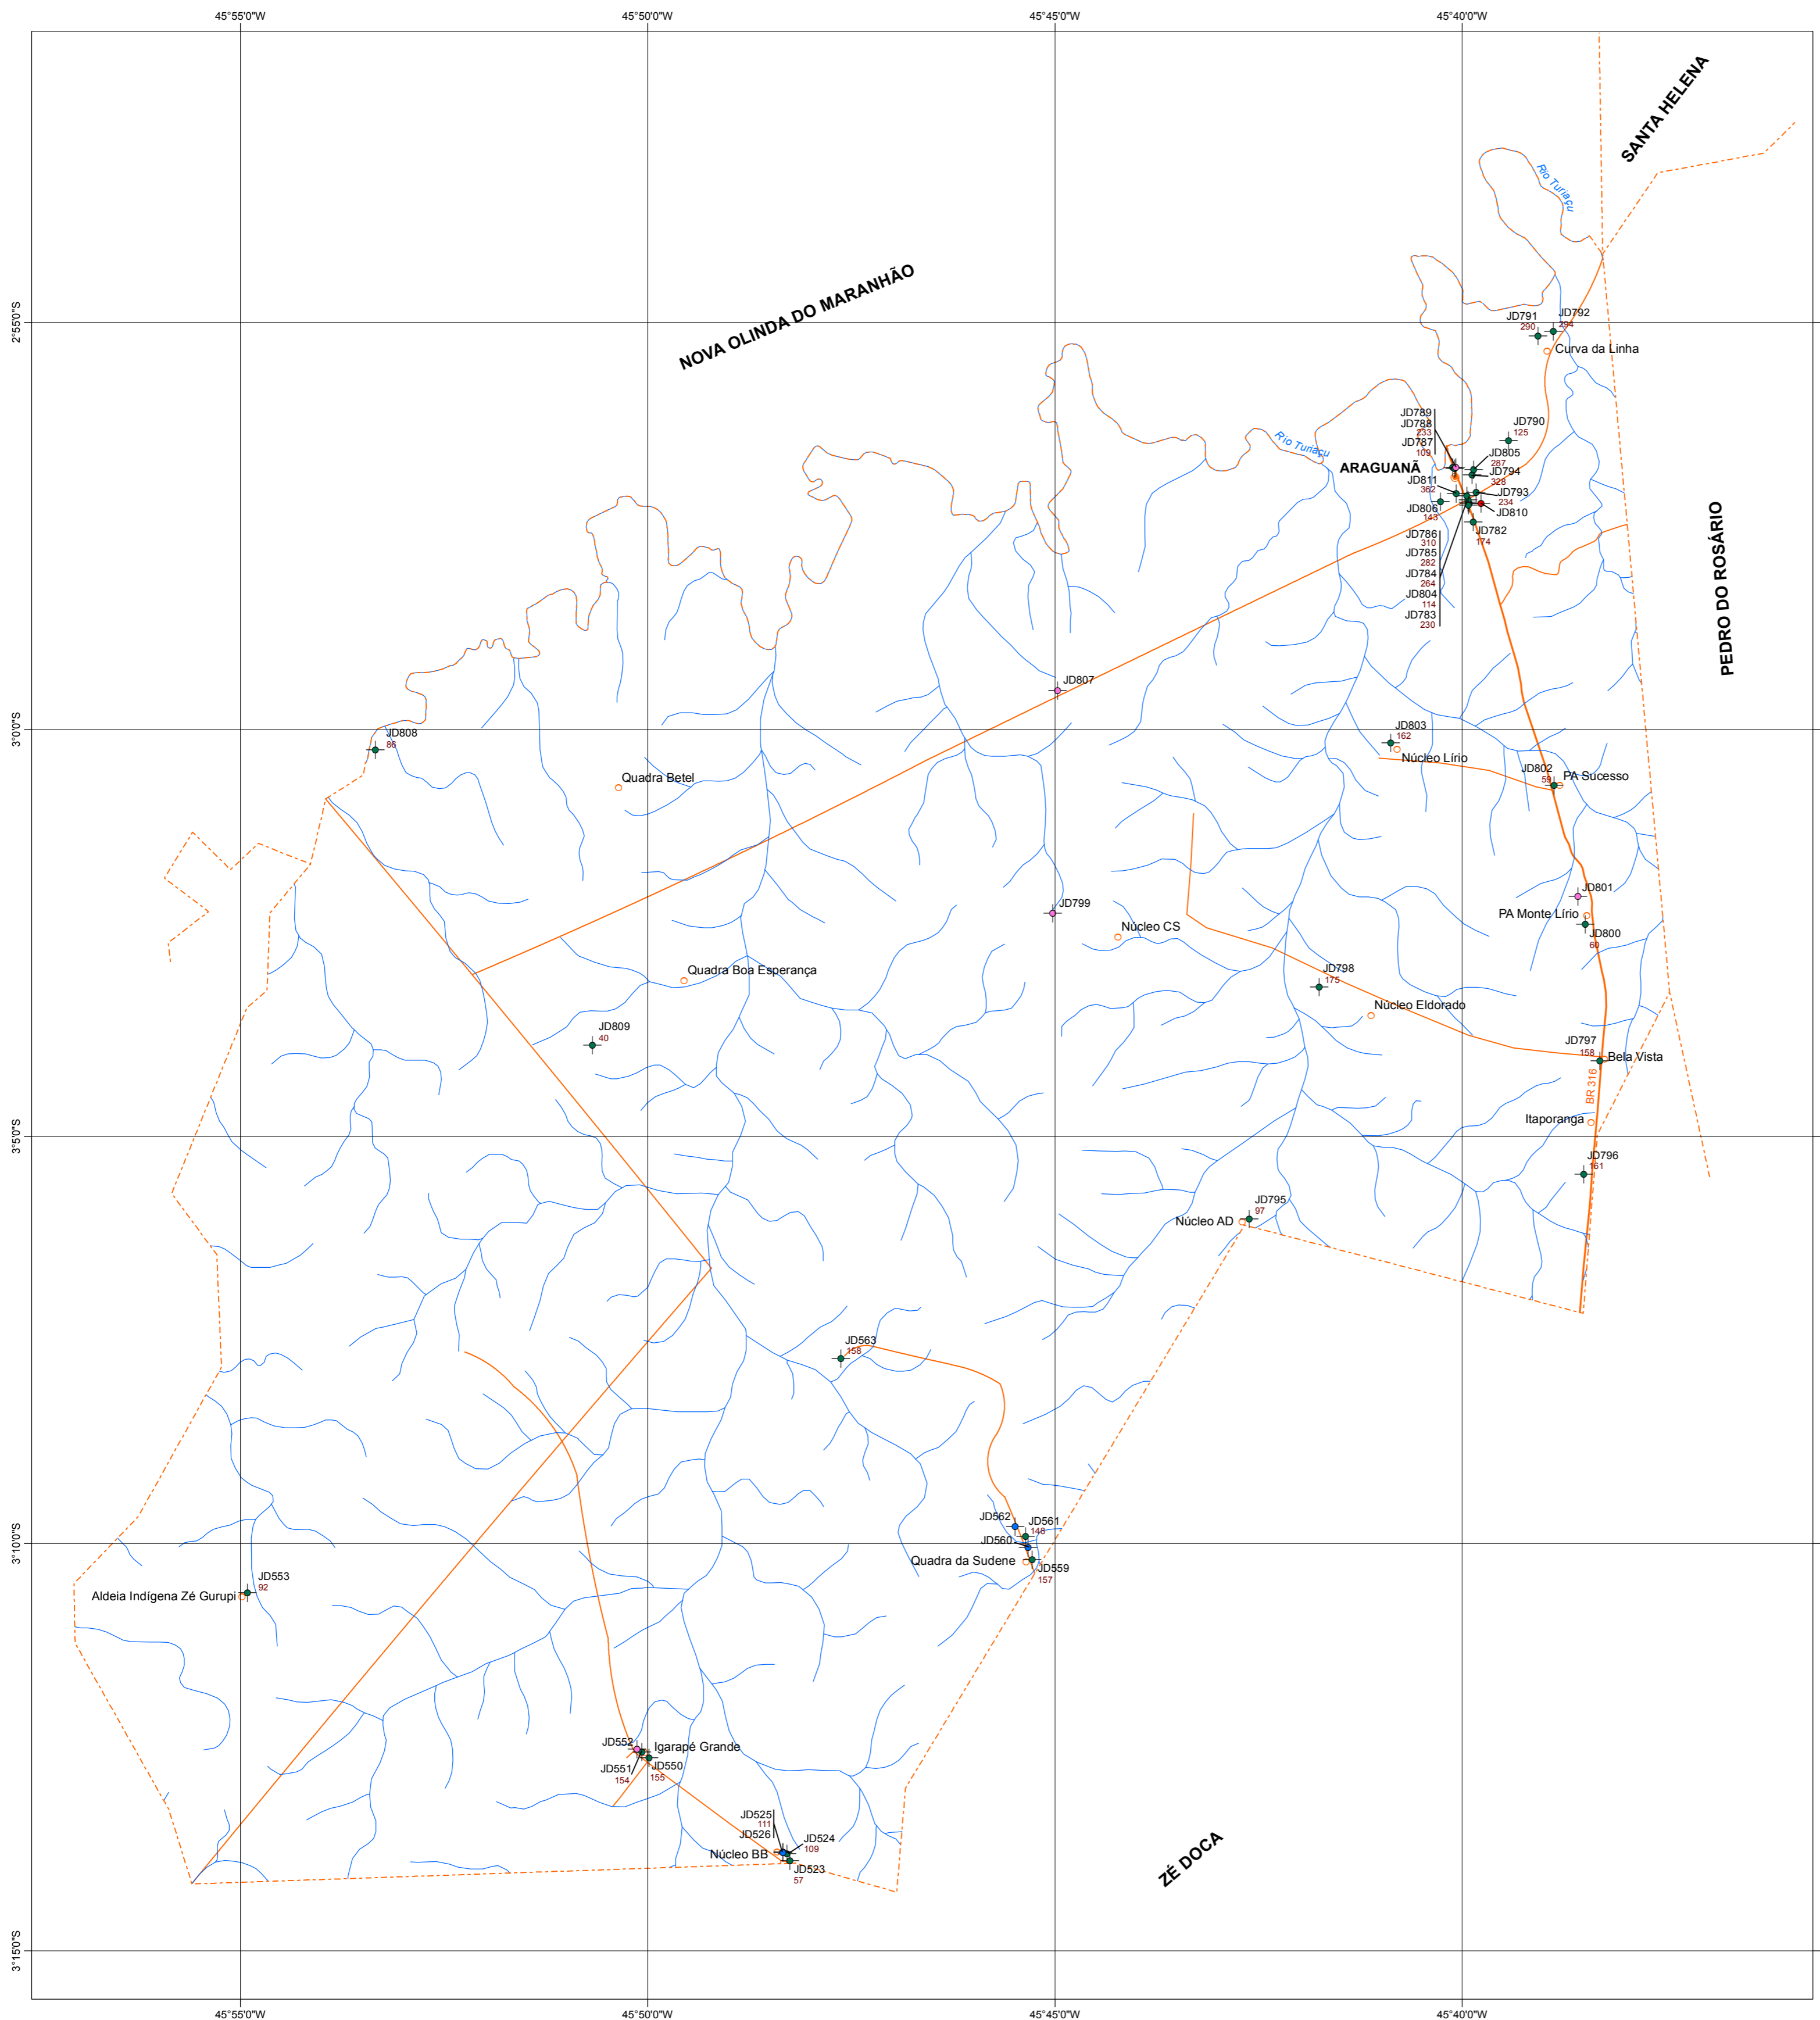 45°55'0"W
45°50'0"W
45°45'0"W
45°40'0"W
SANTA HELENA
Rio Turiaçu
NOVA OLINDA DO MARANHÃO
2°55'0"S
JD791
290
JD792
294
Curva da Linha
JD789
JD788
233
JD787
109
JD790
125
Rio Turiaçu
ARAGUANÃ
JD805
287
JD794
328
JD811
362
JD793
234
JD806
143
JD810
JD782
174
JD786
310
JD785
282
JD784
264
JD804
114
JD783
230
PEDRO DO ROSÁRIO
JD807
3°0'0"S
JD808
86
JD803
162
Núcleo Lírio
Quadra Betel
JD802
59
PA Sucesso
JD801
JD799
PA Monte Lírio
JD800
60
Núcleo CS
Quadra Boa Esperança
JD798
175
Núcleo Eldorado
JD809
40
JD797
158
Bela Vista
BR 316
Itaporanga
3°5'0"S
JD796
161
JD795
97
Núcleo AD
JD563
158
JD562
JD561
148
JD560
3°10'0"S
Quadra da Sudene
JD559
157
JD553
92
Aldeia Indígena Zé Gurupi
JD552
Igarapé Grande
JD551
154
JD550
155
JD525
111
JD526
JD524
109
Núcleo BB
JD523
57
ZÉ DOCA
3°15'0"S
45°55'0"W
45°50'0"W
45°45'0"W
45°40'0"W